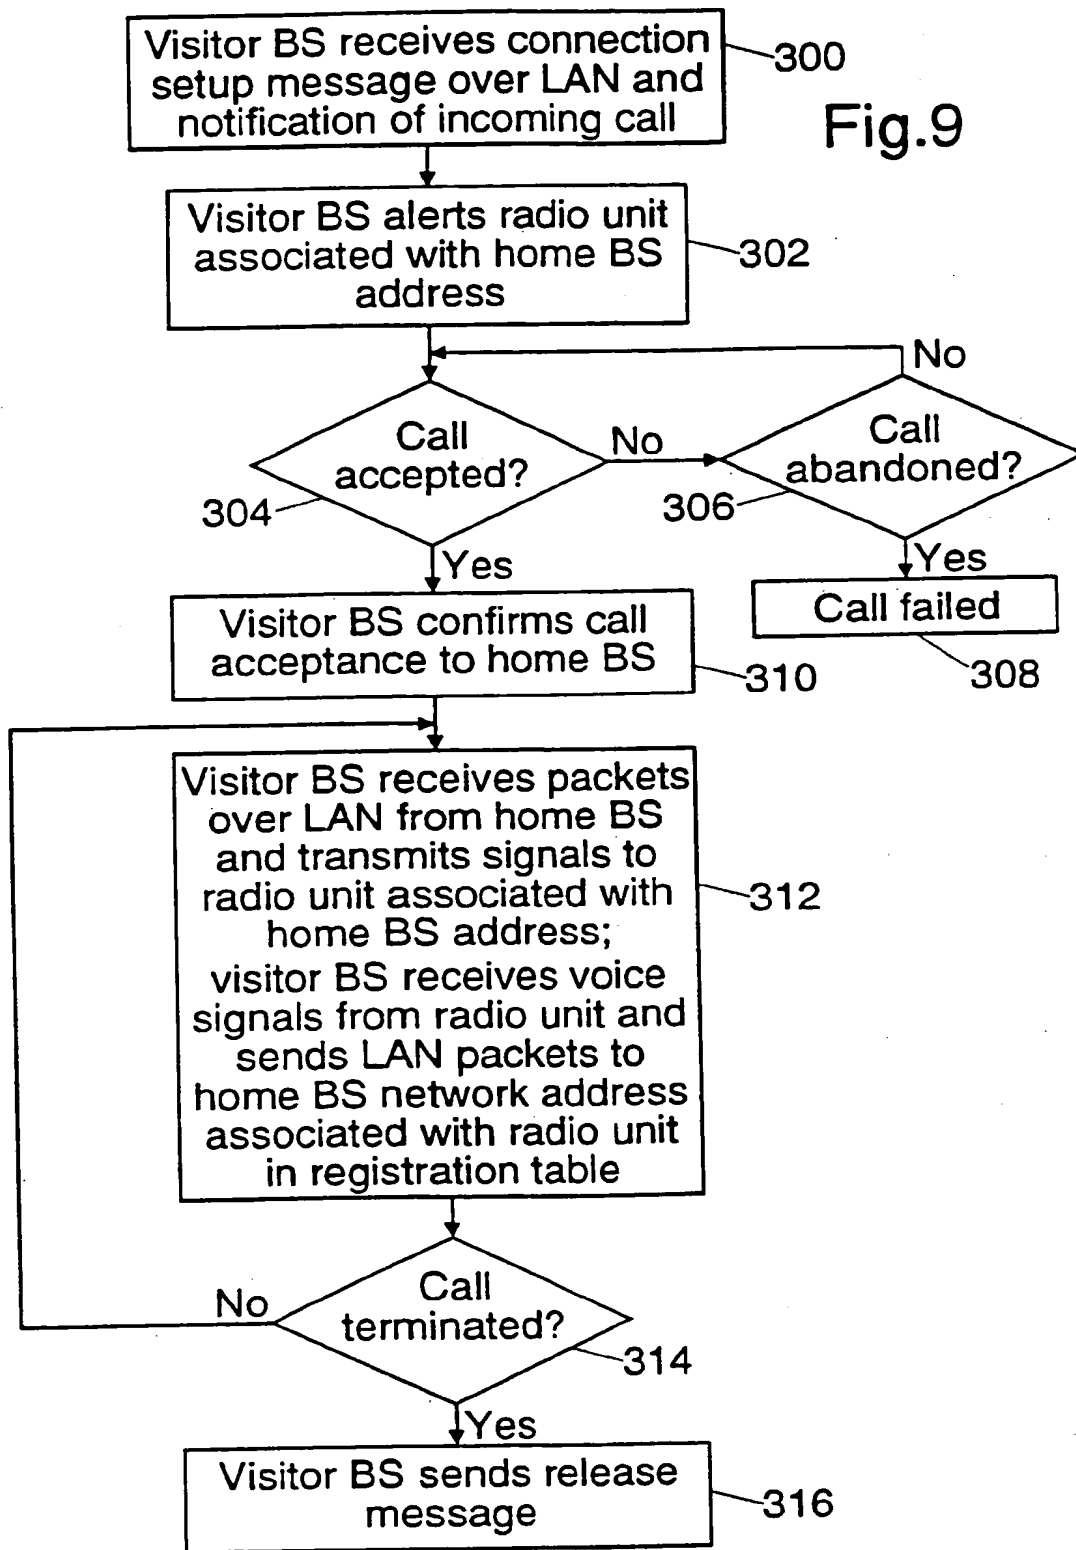 Visitor BS receives connection
setup message over LAN and
notification of incoming call
300
Fig.9
Visitor BS alerts radio unit
associated with home BS
address
302
No
Call
accepted?
304
No
Call
abandoned?
306
Yes
Yes
Call failed
308
Visitor BS confirms call
acceptance to home BS
310
Visitor BS receives packets
over LAN from home BS
and transmits signals to
radio unit associated with
home BS address;
visitor BS receives voice
signals from radio unit and
sends LAN packets to
home BS network address
associated with radio unit
in registration table
312
No
Call
terminated?
314
Yes
Visitor BS sends release
message
316